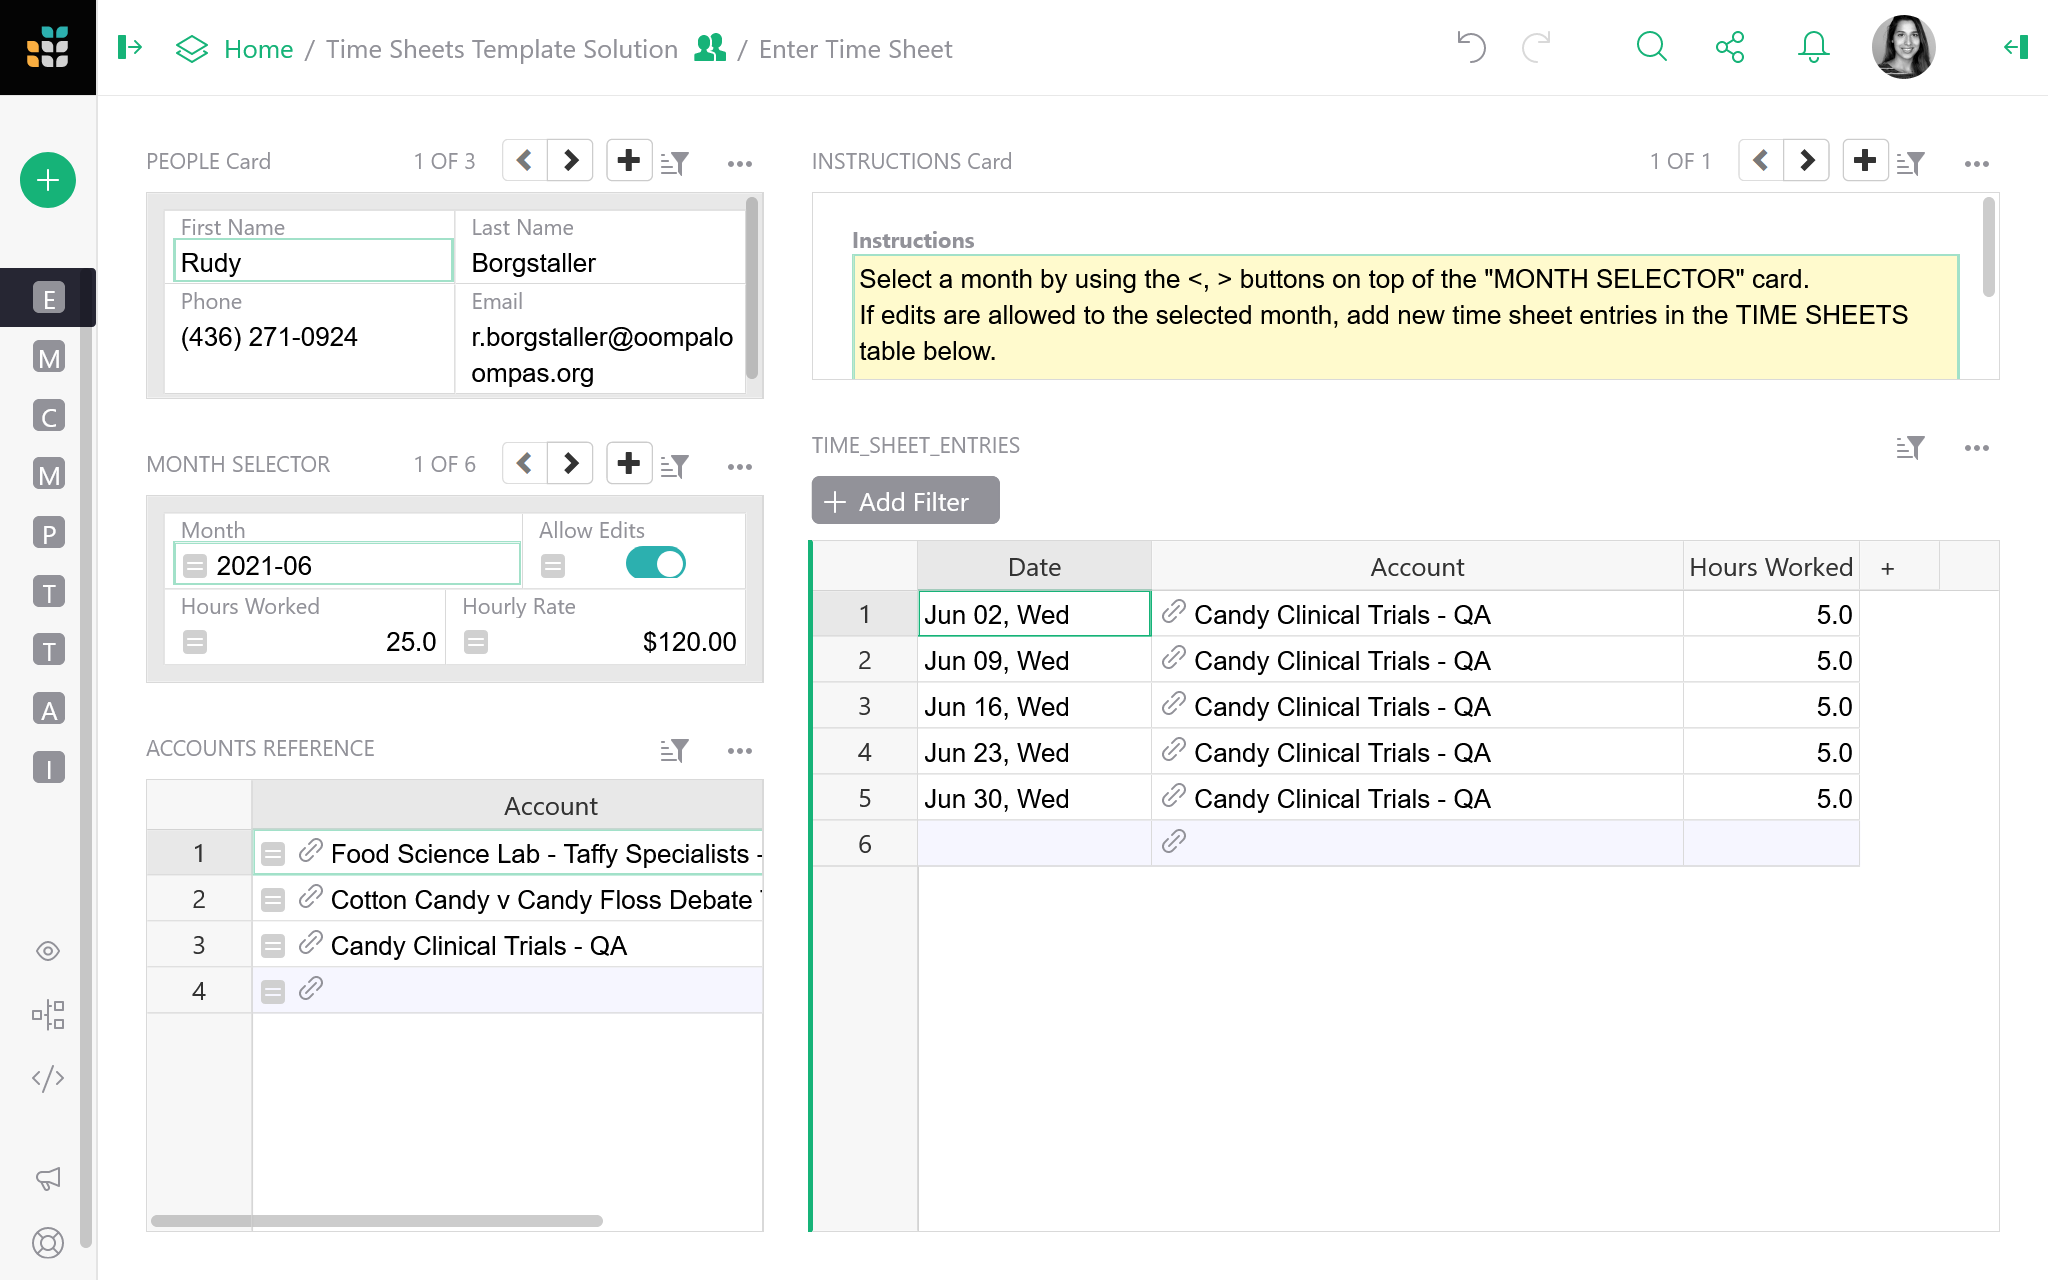 Home / Time Sheets Template Solution / Enter Time Sheet
PEOPLE Card 1 OF 3
First Name
Rudy
Last Name
Borgstaller
Phone
(436) 271-0924
Email
r.borgstaller@oompalo
ompas.org
INSTRUCTIONS Card 1 OF 1
Instructions
Select a month by using the <, > buttons on top of the "MONTH SELECTOR" card.
If edits are allowed to the selected month, add new time sheet entries in the TIME SHEETS
table below.
E
M
C
M
P
T
T
A
I
MONTH SELECTOR 1 OF 6
Month
2021-06
Allow Edits
Hours Worked
25.0
Hourly Rate
$120.00
ACCOUNTS REFERENCE
Account
1 Food Science Lab - Taffy Specialists -
2 Cotton Candy v Candy Floss Debate
3 Candy Clinical Trials - QA
4
TIME_SHEET_ENTRIES
+ Add Filter
Date Account Hours Worked +
1 Jun 02, Wed Candy Clinical Trials - QA 5.0
2 Jun 09, Wed Candy Clinical Trials - QA 5.0
3 Jun 16, Wed Candy Clinical Trials - QA 5.0
4 Jun 23, Wed Candy Clinical Trials - QA 5.0
5 Jun 30, Wed Candy Clinical Trials - QA 5.0
6